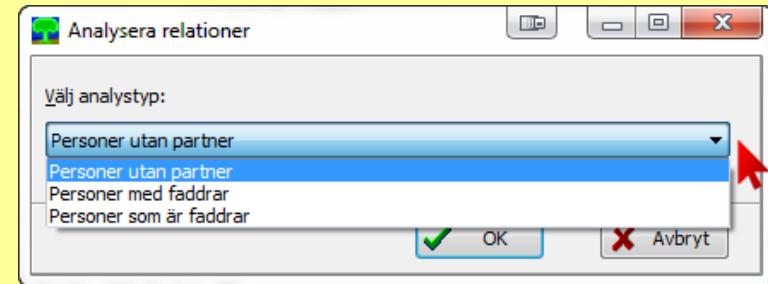 Analysera relationer
Välj analystyp:
Personer utan partner
Personer utan partner
Personer med faddrar
Personer som är faddrar
OK
Avbryt